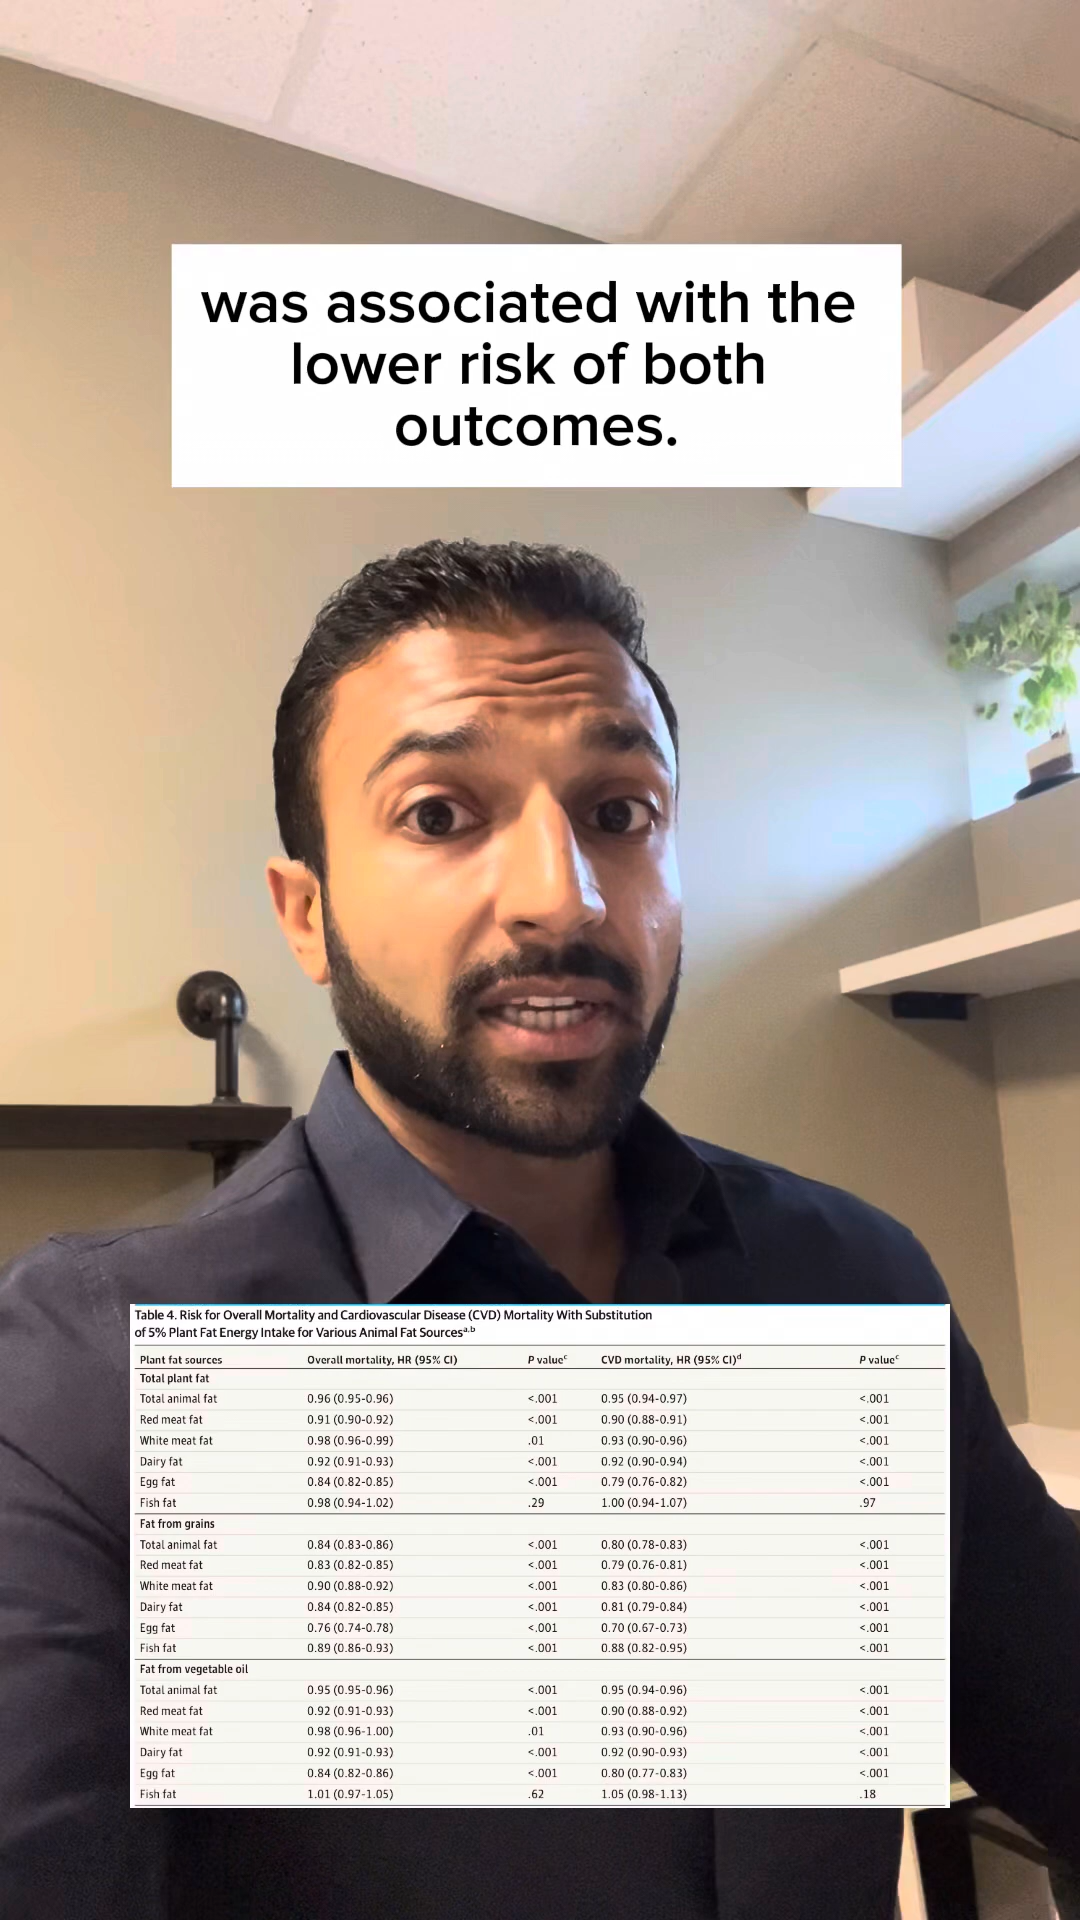 was associated with the
lower risk of both
outcomes.
Table 4. Risk for Overall Mortality and Cardiovascular Disease (CVD) Mortality With Substitution
of 5% Plant Fat Energy Intake for Various Animal Fat Sources^a,b
Plant fat sources Overall mortality, HR (95% CI) P value^c CVD mortality, HR (95% CI)^d P value^c
Total plant fat
Total animal fat 0.96 (0.95-0.96) <.001 0.95 (0.94-0.97) <.001
Red meat fat 0.91 (0.90-0.92) <.001 0.90 (0.88-0.91) <.001
White meat fat 0.98 (0.96-0.99) .01 0.93 (0.90-0.96) <.001
Dairy fat 0.92 (0.91-0.93) <.001 0.92 (0.90-0.94) <.001
Egg fat 0.84 (0.82-0.85) <.001 0.79 (0.76-0.82) <.001
Fish fat 0.98 (0.94-1.02) .29 1.00 (0.94-1.07) .97
Fat from grains
Total animal fat 0.84 (0.83-0.86) <.001 0.80 (0.78-0.83) <.001
Red meat fat 0.83 (0.82-0.85) <.001 0.79 (0.76-0.81) <.001
White meat fat 0.90 (0.88-0.92) <.001 0.83 (0.80-0.86) <.001
Dairy fat 0.84 (0.82-0.85) <.001 0.81 (0.79-0.84) <.001
Egg fat 0.76 (0.74-0.78) <.001 0.70 (0.67-0.73) <.001
Fish fat 0.89 (0.86-0.93) <.001 0.88 (0.82-0.95) <.001
Fat from vegetable oil
Total animal fat 0.95 (0.95-0.96) <.001 0.95 (0.94-0.96) <.001
Red meat fat 0.92 (0.91-0.93) <.001 0.90 (0.88-0.92) <.001
White meat fat 0.98 (0.96-1.00) .01 0.93 (0.90-0.96) <.001
Dairy fat 0.92 (0.91-0.93) <.001 0.92 (0.90-0.93) <.001
Egg fat 0.84 (0.82-0.86) <.001 0.80 (0.77-0.83) <.001
Fish fat 1.01 (0.97-1.05) .62 1.05 (0.98-1.13) .18